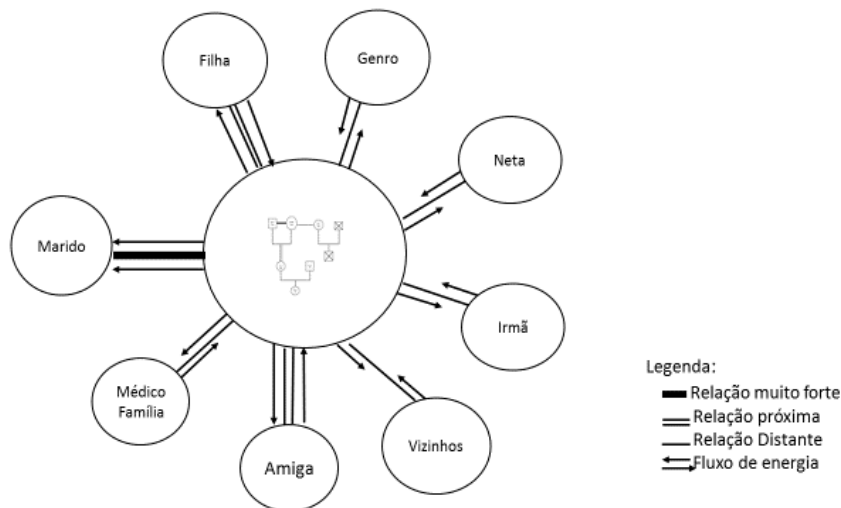 Filha
Genro
Neta
Marido
Irmã
Médico
Família
Amiga
Vizinhos
Legenda:
Relação muito forte
Relação próxima
Relação Distante
Fluxo de energia